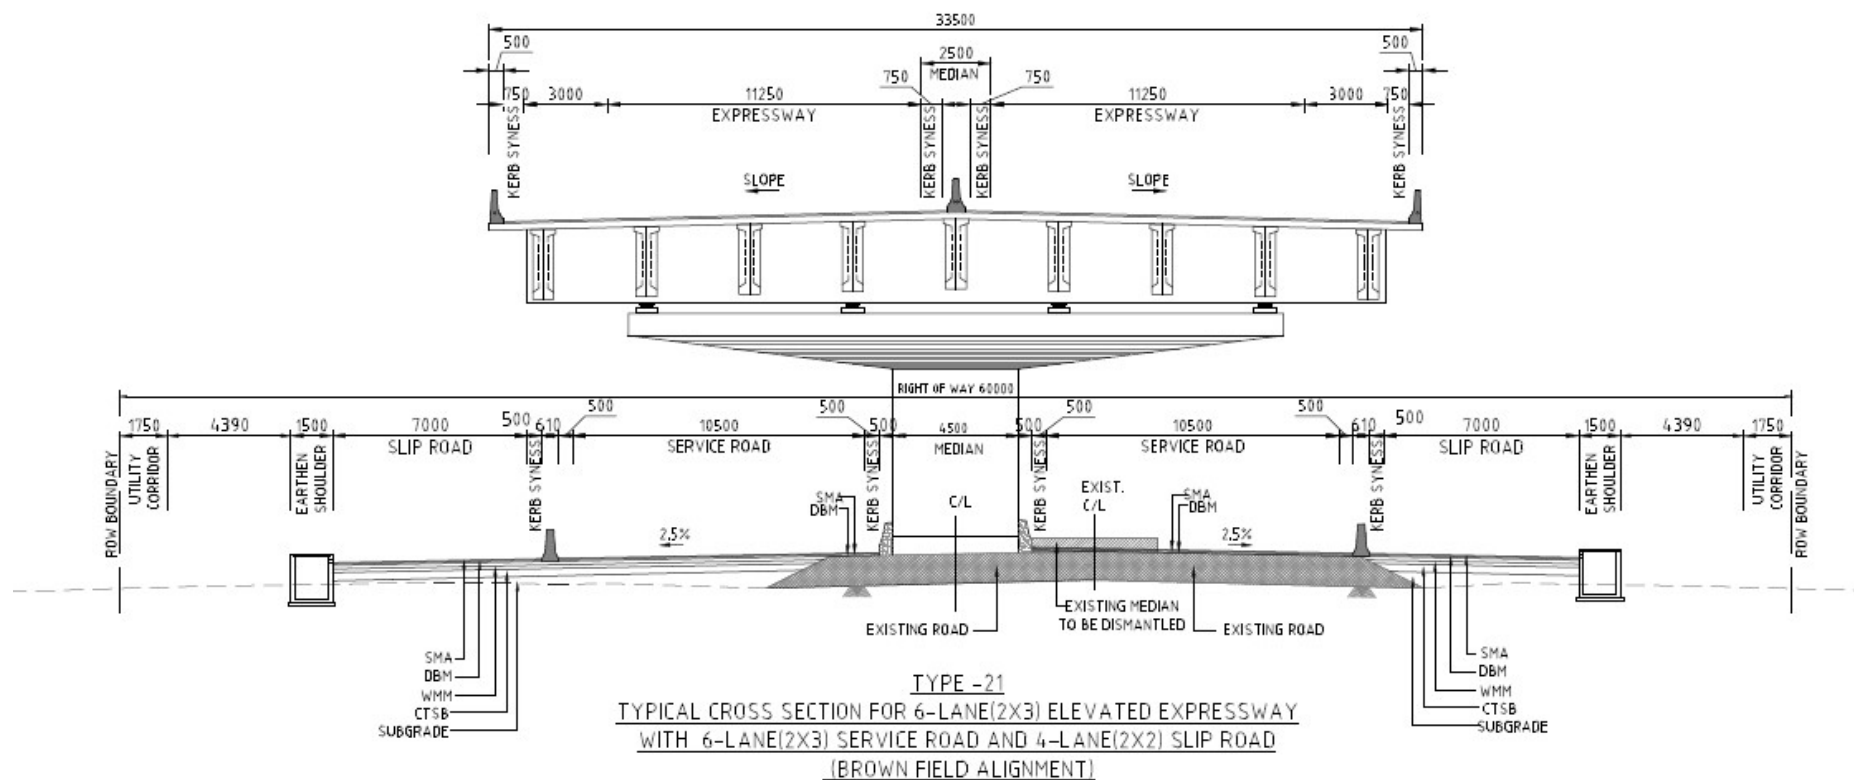 33500
500
500
2500
MEDIAN
750
750
750
3000
11250
11250
3000
750
EXPRESSWAY
EXPRESSWAY
KERB SYNESS
KERB SYNESS
KERB SYNESS
KERB SYNESS
SLOPE
SLOPE
RIGHT OF WAY 60000
500
500
500
500
1750
4390
1500
7000
500
610
10500
500
4500
500
10500
610
500
7000
1500
4390
1750
SLIP ROAD
SERVICE ROAD
MEDIAN
SERVICE ROAD
SLIP ROAD
ROW BOUNDARY
UTILITY
CORRIDOR
EARTHEN
SHOULDER
KERB SYNESS
KERB SYNESS
KERB SYNESS
KERB SYNESS
EARTHEN
SHOULDER
UTILITY
CORRIDOR
ROW BOUNDARY
SMA
DBM
C/L
EXIST.
C/L
SMA
DBM
2.5%
2.5%
EXISTING ROAD
EXISTING MEDIAN
TO BE DISMANTLED
EXISTING ROAD
SMA
DBM
WMM
CTSB
SUBGRADE
SMA
DBM
WMM
CTSB
SUBGRADE
TYPE -21
TYPICAL CROSS SECTION FOR 6-LANE(2X3) ELEVATED EXPRESSWAY
WITH 6-LANE(2X3) SERVICE ROAD AND 4-LANE(2X2) SLIP ROAD
(BROWN FIELD ALIGNMENT)